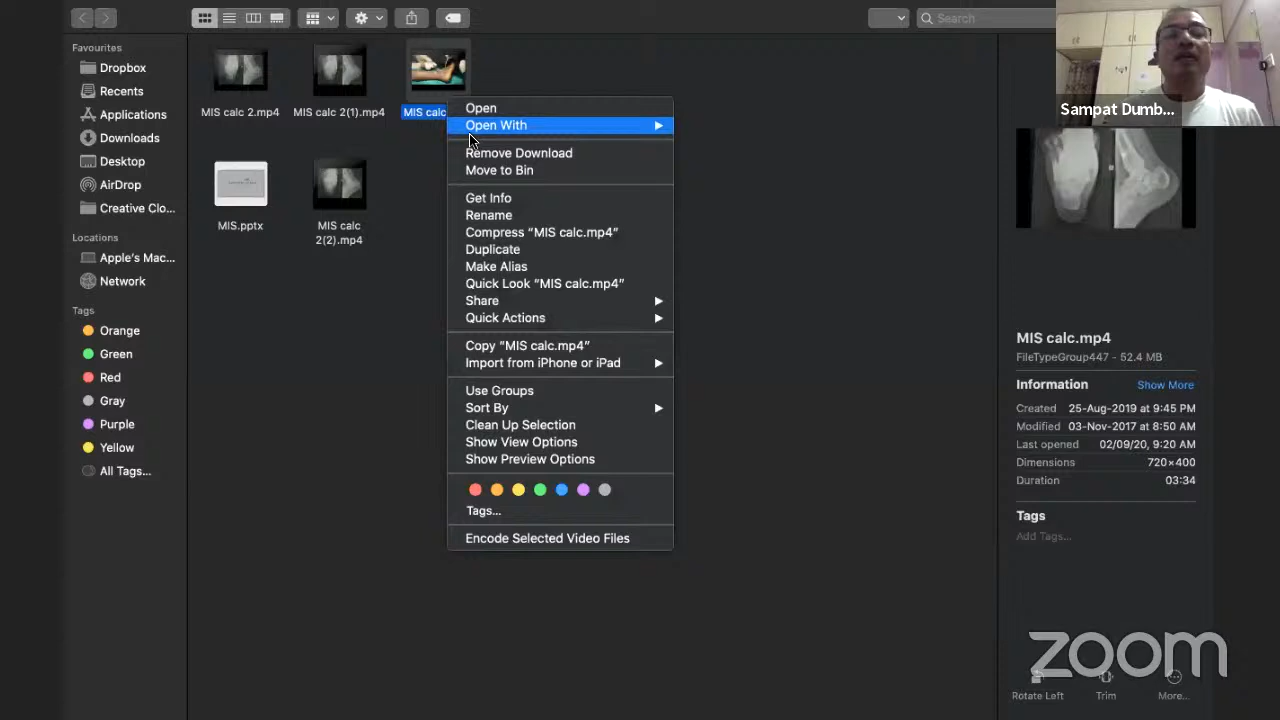 Search
Sampat Dumb...
Favourites
Dropbox
Recents
Applications
Downloads
Desktop
AirDrop
Creative Clo...
Locations
Apple's Mac...
Network
Tags
Orange
Green
Red
Gray
Purple
Yellow
All Tags...
MIS calc 2.mp4
MIS calc 2(1).mp4
MIS calc
MIS.pptx
MIS calc
2(2).mp4
Open
Open With
Remove Download
Move to Bin
Get Info
Rename
Compress “MIS calc.mp4”
Duplicate
Make Alias
Quick Look “MIS calc.mp4”
Share
Quick Actions
Copy “MIS calc.mp4”
Import from iPhone or iPad
Use Groups
Sort By
Clean Up Selection
Show View Options
Show Preview Options
Tags...
Encode Selected Video Files
MIS calc.mp4
FileTypeGroup447 - 52.4 MB
Information Show More
Created 25-Aug-2019 at 9:45 PM
Modified 03-Nov-2017 at 8:50 AM
Last opened 02/09/20, 9:20 AM
Dimensions 720×400
Duration 03:34
Tags
Add Tags...
zoom
Rotate Left Trim More...